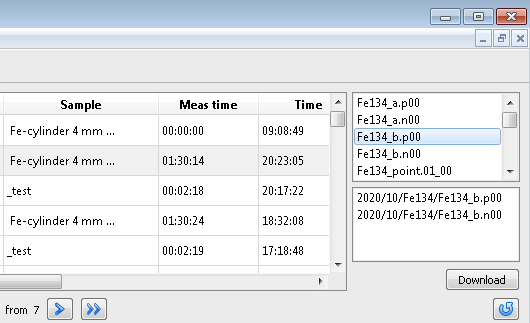 Sample Meas time Time
Fe-cylinder 4 mm ... 00:00:00 09:08:49
Fe-cylinder 4 mm ... 01:30:14 20:23:05
_test 00:02:18 20:17:22
Fe-cylinder 4 mm ... 01:30:24 18:32:08
_test 00:02:19 17:18:48
from 7
Fe134_a.p00
Fe134_a.n00
Fe134_b.p00
Fe134_b.n00
Fe134_point.01_00
2020/10/Fe134/Fe134_b.p00
2020/10/Fe134/Fe134_b.n00
Download